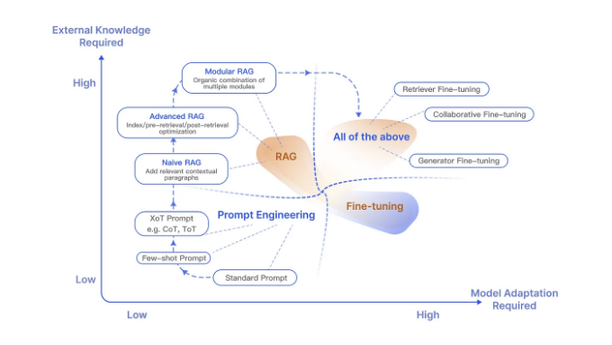 External Knowledge
Required
High
Modular RAG
Organic combination of
multiple modules
Retriever Fine-tuning
Advanced RAG
Index/pre-retrieval/post-retrieval
optimization
Collaborative Fine-tuning
All of the above
RAG
Naive RAG
Add relevant contextual
paragraphs
Generator Fine-tuning
Fine-tuning
XoT Prompt
e.g. CoT, ToT
Prompt Engineering
Few-shot Prompt
Standard Prompt
Low
Model Adaptation
Required
Low
High